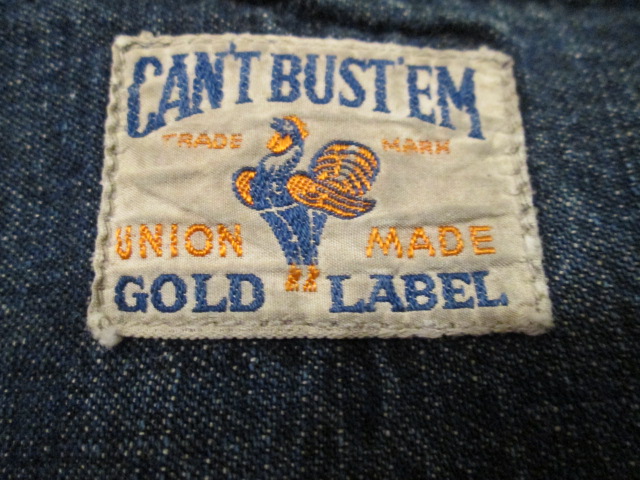 CAN'T BUST'EM
TRADE MARK
UNION MADE
GOLD LABEL